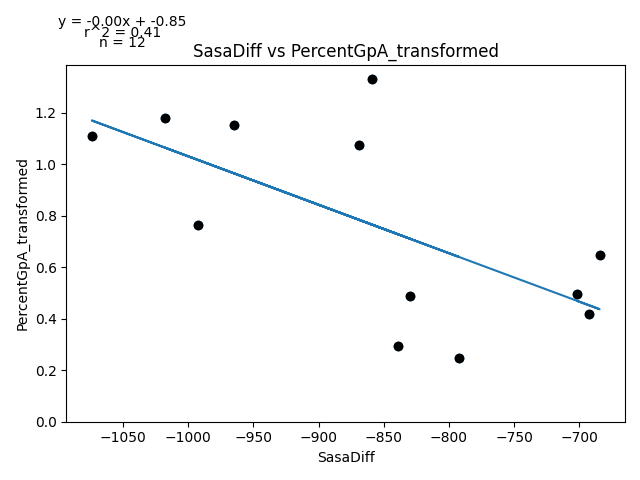 y = -0.00x + -0.85
r^2 = 0.41
n = 12
SasaDiff vs PercentGpA_transformed
PercentGpA_transformed
1.2
1.0
0.8
0.6
0.4
0.2
0.0
−1050 −1000 −950 −900 −850 −800 −750 −700
SasaDiff